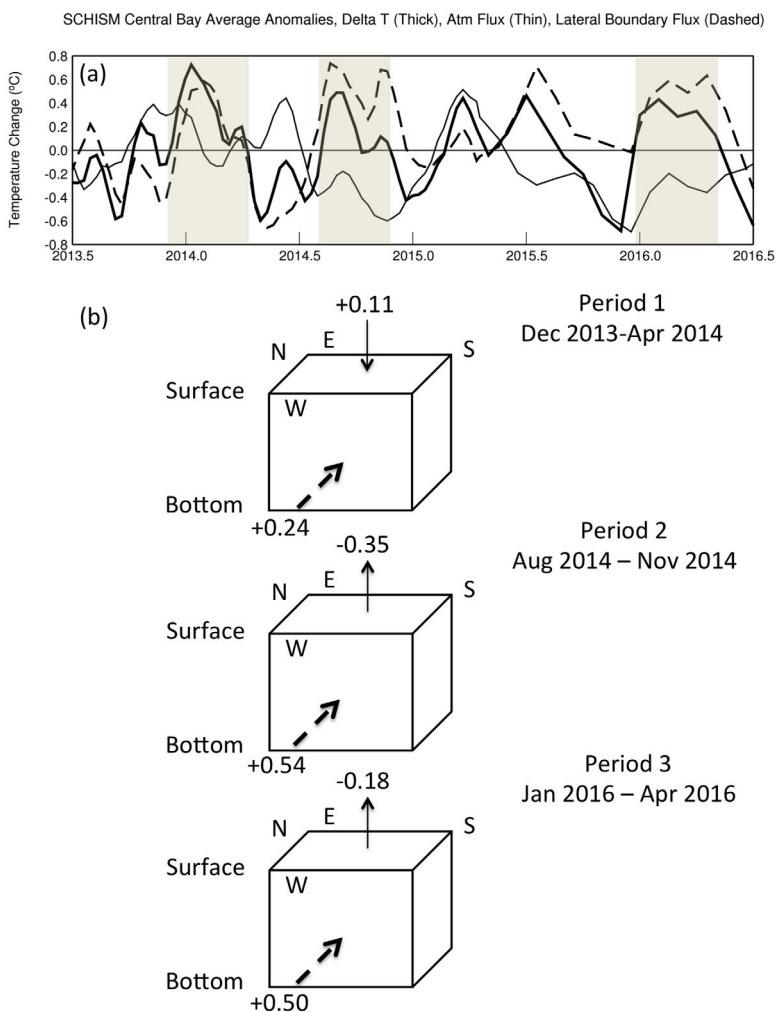 SCHISM Central Bay Average Anomalies, Delta T (Thick), Atm Flux (Thin), Lateral Boundary Flux (Dashed)
(a)
Temperature Change (ºC)
0.8
0.6
0.4
0.2
0.0
-0.2
-0.4
-0.6
-0.8
2013.5 2014.0 2014.5 2015.0 2015.5 2016.0 2016.5
(b)
+0.11
Period 1
Dec 2013-Apr 2014
N E S
Surface
W
Bottom
+0.24
Period 2
Aug 2014 – Nov 2014
-0.35
N E S
Surface
W
Bottom
+0.54
Period 3
Jan 2016 – Apr 2016
-0.18
N E S
Surface
W
Bottom
+0.50